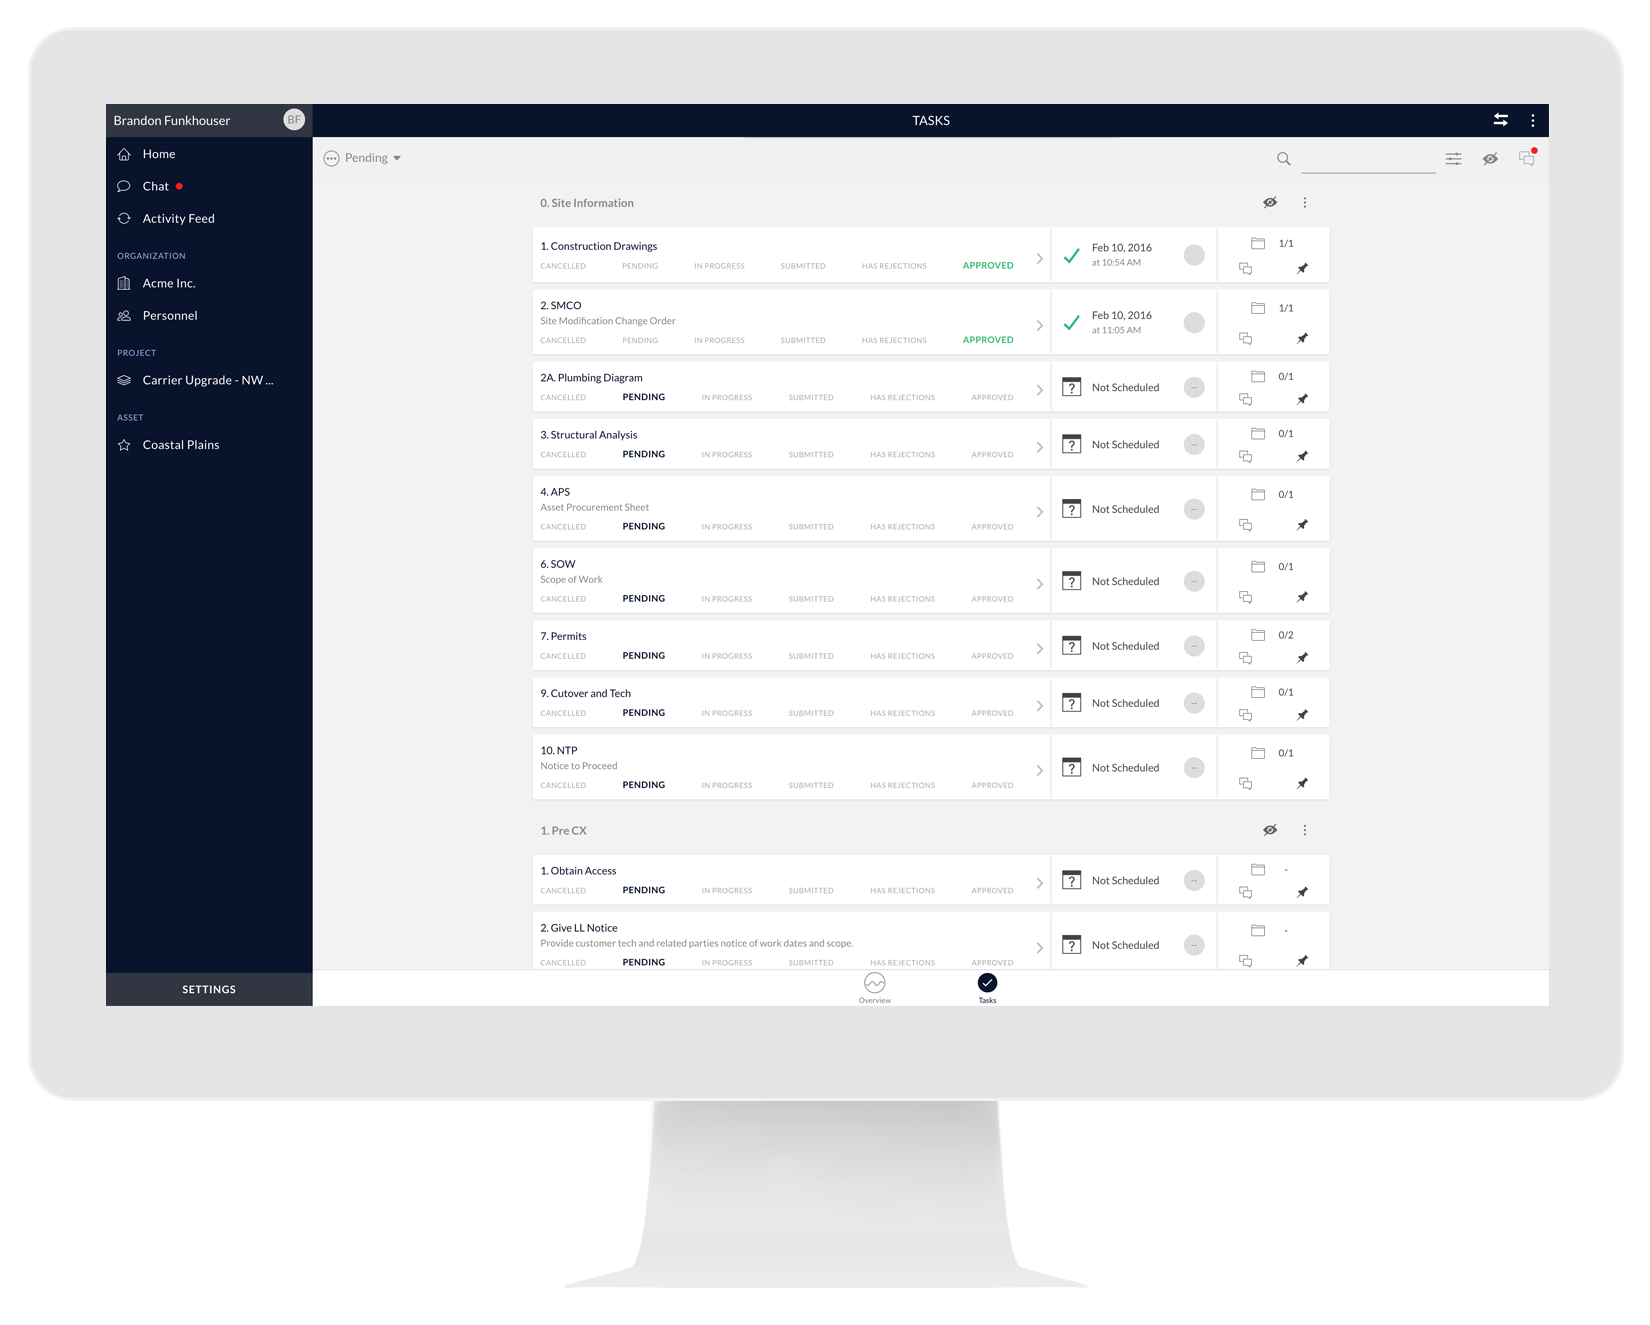 Brandon Funkhouser BF
TASKS
Home
Chat
Activity Feed
ORGANIZATION
Acme Inc.
Personnel
PROJECT
Carrier Upgrade - NW ...
ASSET
Coastal Plains
SETTINGS
Pending
0. Site Information
1. Construction Drawings
CANCELLED PENDING IN PROGRESS SUBMITTED HAS REJECTIONS APPROVED
Feb 10, 2016
at 10:54 AM
1/1
2. SMCO
Site Modification Change Order
CANCELLED PENDING IN PROGRESS SUBMITTED HAS REJECTIONS APPROVED
Feb 10, 2016
at 11:05 AM
1/1
2A. Plumbing Diagram
CANCELLED PENDING IN PROGRESS SUBMITTED HAS REJECTIONS APPROVED
? Not Scheduled --
0/1
3. Structural Analysis
CANCELLED PENDING IN PROGRESS SUBMITTED HAS REJECTIONS APPROVED
? Not Scheduled --
0/1
4. APS
Asset Procurement Sheet
CANCELLED PENDING IN PROGRESS SUBMITTED HAS REJECTIONS APPROVED
? Not Scheduled --
0/1
6. SOW
Scope of Work
CANCELLED PENDING IN PROGRESS SUBMITTED HAS REJECTIONS APPROVED
? Not Scheduled --
0/1
7. Permits
CANCELLED PENDING IN PROGRESS SUBMITTED HAS REJECTIONS APPROVED
? Not Scheduled --
0/2
9. Cutover and Tech
CANCELLED PENDING IN PROGRESS SUBMITTED HAS REJECTIONS APPROVED
? Not Scheduled --
0/1
10. NTP
Notice to Proceed
CANCELLED PENDING IN PROGRESS SUBMITTED HAS REJECTIONS APPROVED
? Not Scheduled --
0/1
1. Pre CX
1. Obtain Access
CANCELLED PENDING IN PROGRESS SUBMITTED HAS REJECTIONS APPROVED
? Not Scheduled --
-
2. Give LL Notice
Provide customer tech and related parties notice of work dates and scope.
CANCELLED PENDING IN PROGRESS SUBMITTED HAS REJECTIONS APPROVED
? Not Scheduled --
-
Overview
Tasks